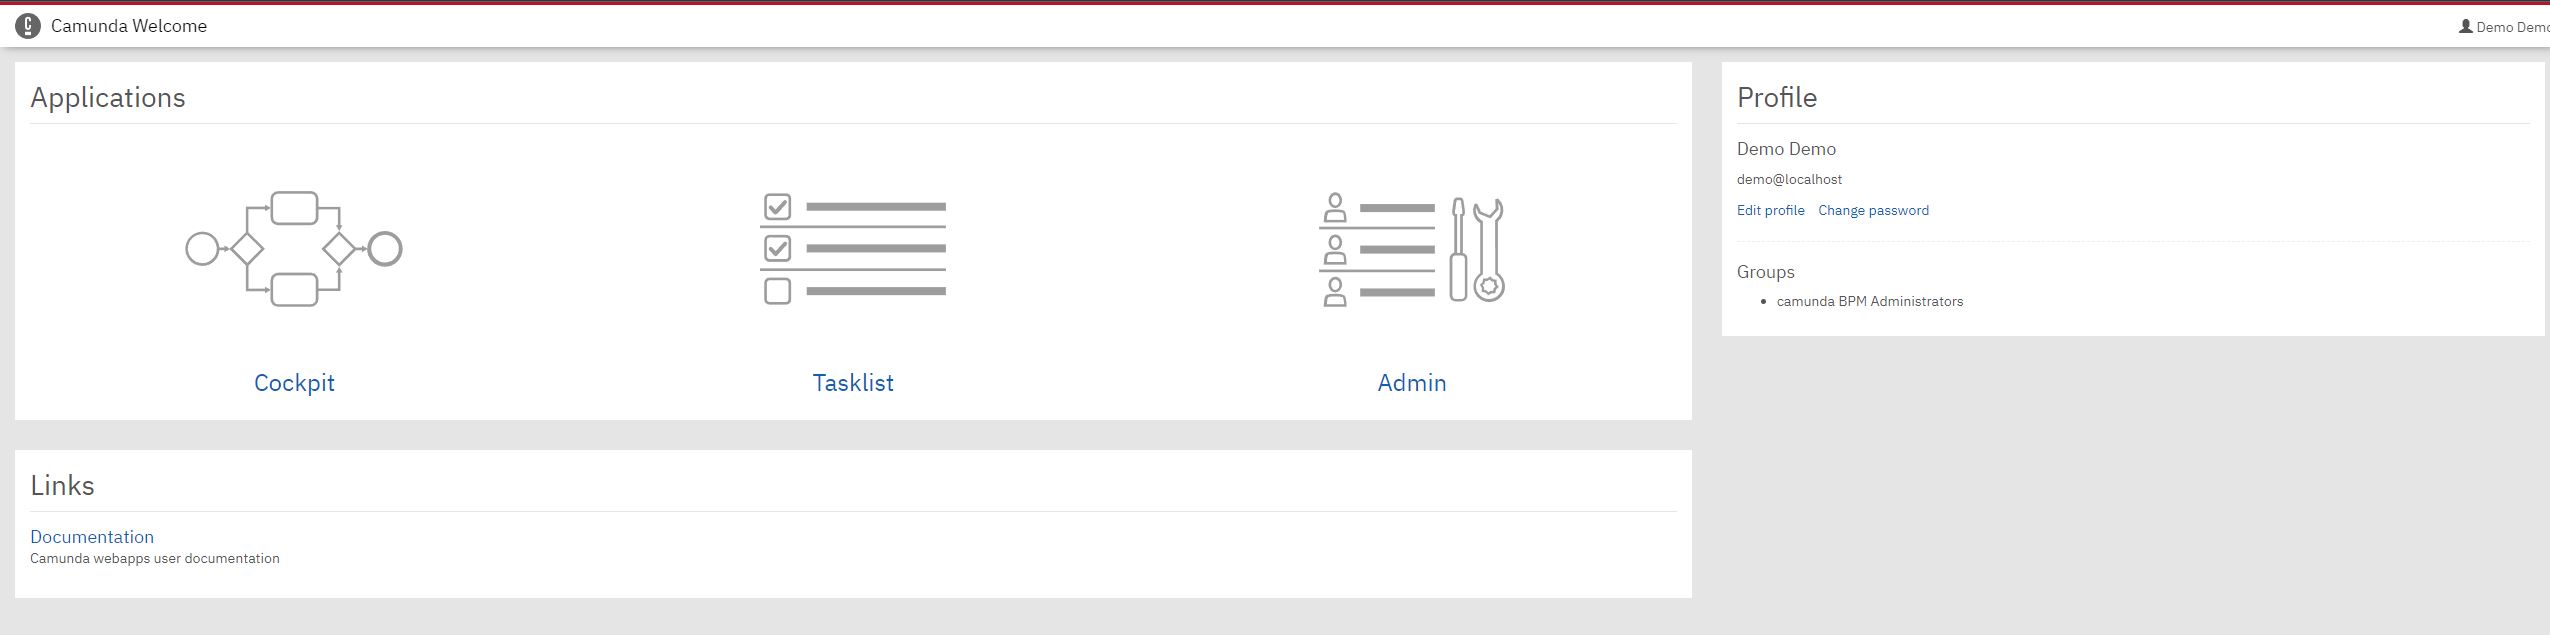 Camunda Welcome
Demo Demo
Applications
Cockpit
Tasklist
Admin
Links
Documentation
Camunda webapps user documentation
Profile
Demo Demo
demo@localhost
Edit profile Change password
Groups
camunda BPM Administrators